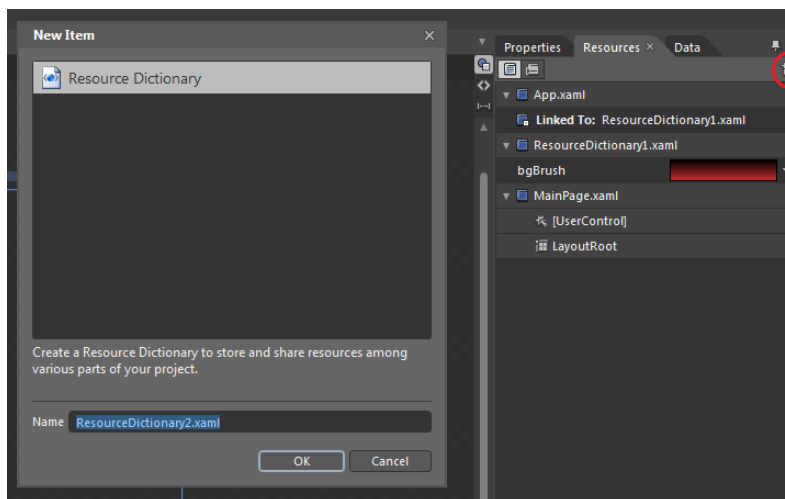 New Item
Resource Dictionary
Create a Resource Dictionary to store and share resources among
various parts of your project.
Name ResourceDictionary2.xaml
OK Cancel
Properties Resources × Data
App.xaml
Linked To: ResourceDictionary1.xaml
ResourceDictionary1.xaml
bgBrush
MainPage.xaml
[UserControl]
LayoutRoot